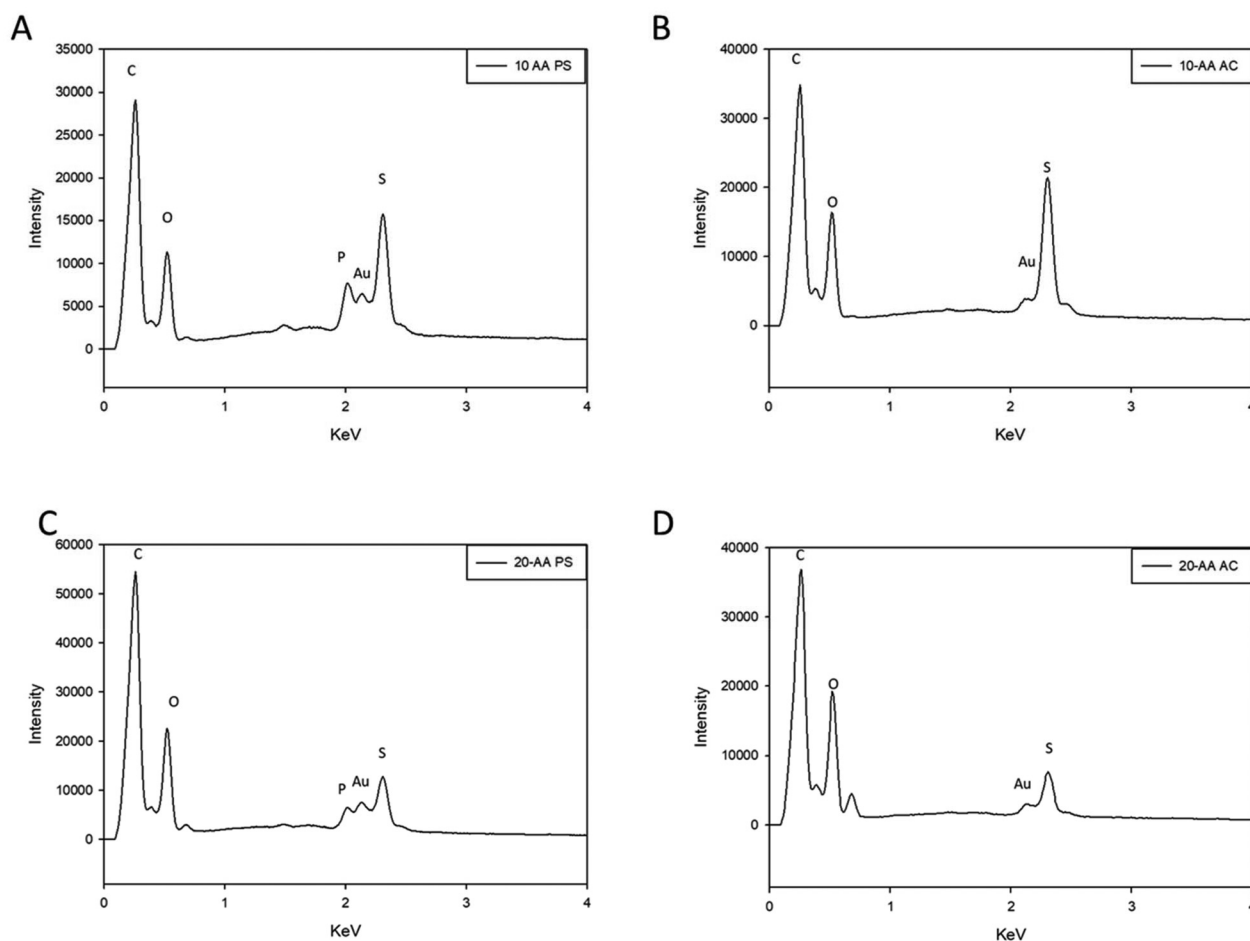 A
10 AA PS
C
O
P
Au
S
35000
30000
25000
20000
15000
10000
5000
0
Intensity
0 1 2 3 4
KeV
B
10-AA AC
C
O
Au
S
40000
30000
20000
10000
0
Intensity
0 1 2 3 4
KeV
C
20-AA PS
C
O
P
Au
S
60000
50000
40000
30000
20000
10000
0
Intensity
0 1 2 3 4
KeV
D
20-AA AC
C
O
Au
S
40000
30000
20000
10000
0
Intensity
0 1 2 3 4
KeV